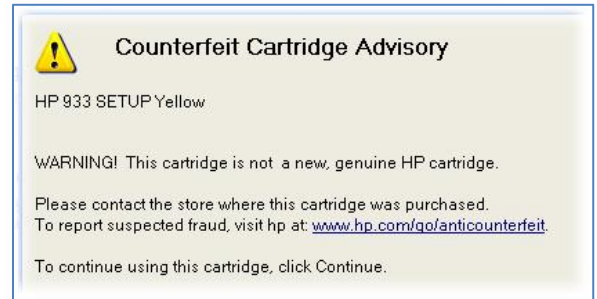 Counterfeit Cartridge Advisory
HP 933 SETUP Yellow
WARNING! This cartridge is not a new, genuine HP cartridge.
Please contact the store where this cartridge was purchased.
To report suspected fraud, visit hp at: www.hp.com/go/anticounterfeit.
To continue using this cartridge, click Continue.